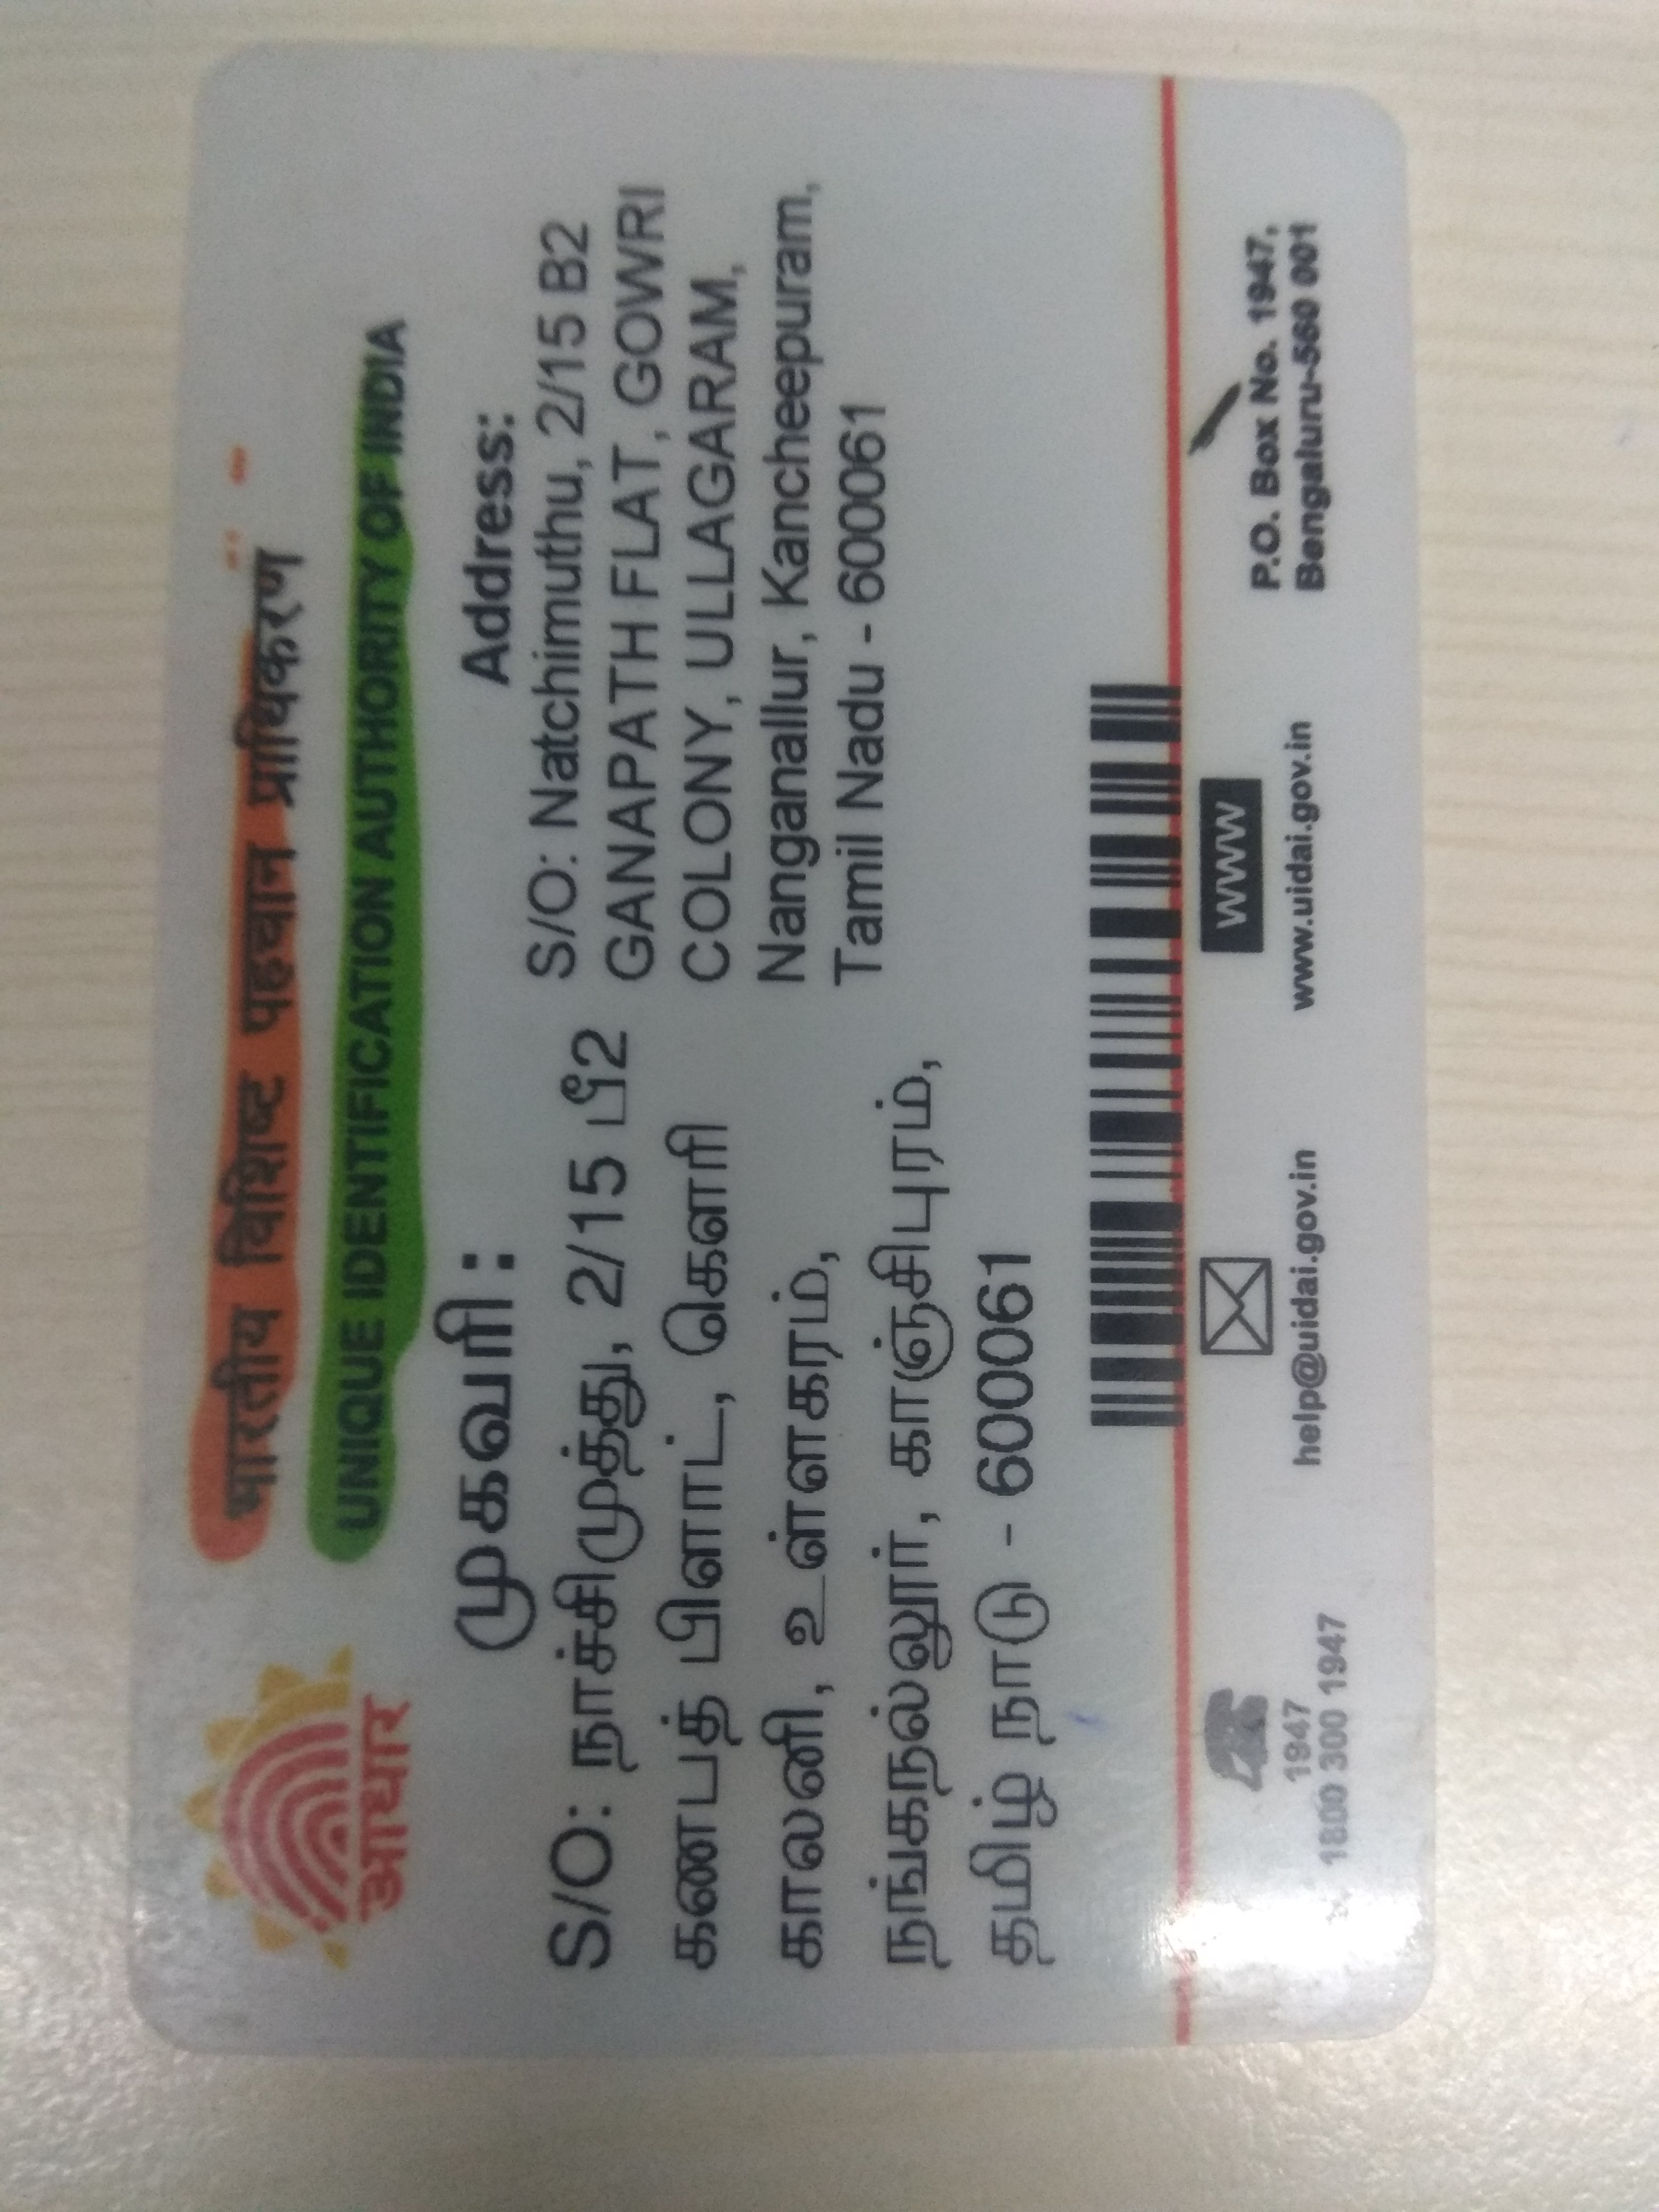 भारतीय विशिष्ट पहचान प्राधिकरण
UNIQUE IDENTIFICATION AUTHORITY OF INDIA
आधार
முகவரி :
S/O: நாச்சிமுத்து, 2/15 பீ2
கணபத் பிளாட், கௌரி
காலனி, உள்ளகரம்,
நங்கநல்லூர், காஞ்சிபுரம்,
தமிழ் நாடு - 600061
Address:
S/O: Natchimuthu, 2/15 B2
GANAPATH FLAT, GOWRI
COLONY, ULLAGARAM,
Nanganallur, Kancheepuram,
Tamil Nadu - 600061
1947
1800 300 1947
help@uidai.gov.in
WWW
www.uidai.gov.in
P.O. Box No. 1947,
Bengaluru-560 001